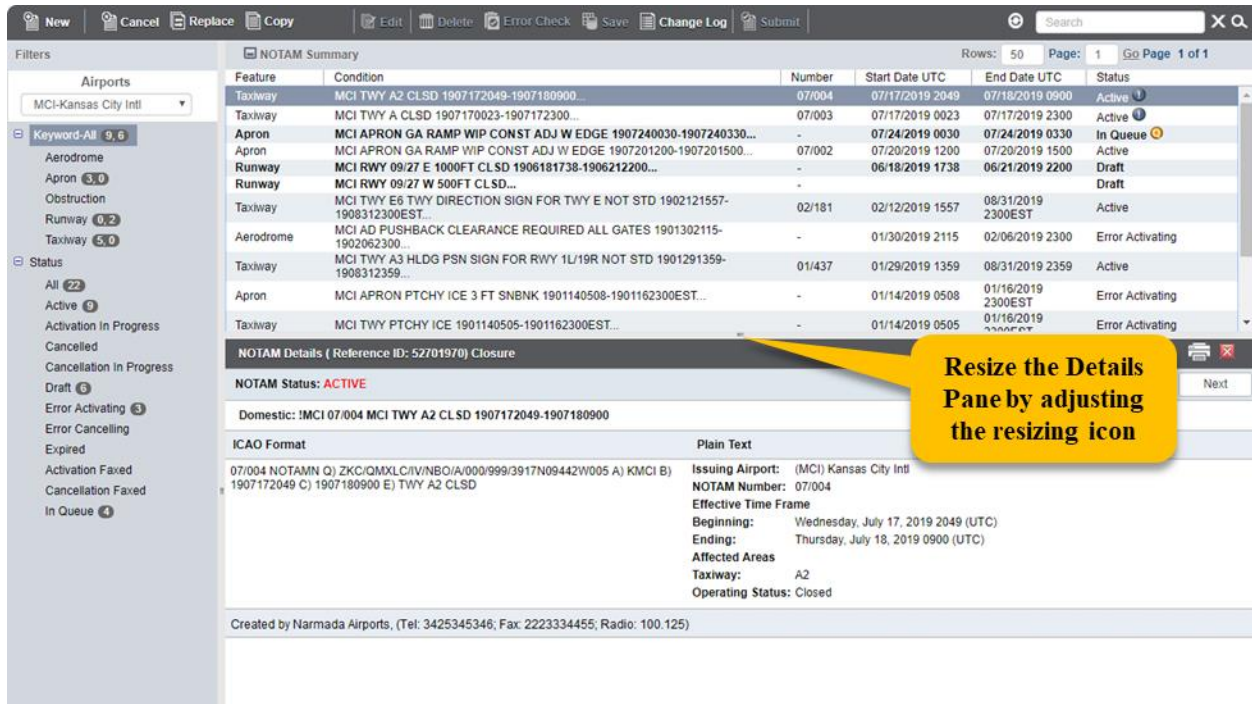 New Cancel Replace Copy Edit Delete Error Check Save Change Log Submit Search
Filters
Airports
MCI-Kansas City Intl
Keyword-All 9,6
Aerodrome
Apron 3,0
Obstruction
Runway 0,2
Taxiway 5,0
Status
All 22
Active 9
Activation In Progress
Cancelled
Cancellation In Progress
Draft 6
Error Activating 3
Error Cancelling
Expired
Activation Faxed
Cancellation Faxed
In Queue 4
NOTAM Summary Rows: 50 Page: 1 Go Page 1 of 1
Feature Condition Number Start Date UTC End Date UTC Status
Taxiway MCI TWY A2 CLSD 1907172049-1907180900... 07/004 07/17/2019 2049 07/18/2019 0900 Active
Taxiway MCI TWY A CLSD 1907170023-1907172300... 07/003 07/17/2019 0023 07/17/2019 2300 Active
Apron MCI APRON GA RAMP WIP CONST ADJ W EDGE 1907240030-1907240330... - 07/24/2019 0030 07/24/2019 0330 In Queue Q
Apron MCI APRON GA RAMP WIP CONST ADJ W EDGE 1907201200-1907201500... 07/002 07/20/2019 1200 07/20/2019 1500 Active
Runway MCI RWY 09/27 E 1000FT CLSD 1906181738-1906212200... - 06/18/2019 1738 06/21/2019 2200 Draft
Runway MCI RWY 09/27 W 500FT CLSD... - Draft
Taxiway MCI TWY E6 TWY DIRECTION SIGN FOR TWY E NOT STD 1902121557- 02/181 02/12/2019 1557 08/31/2019 Active
1908312300EST... 2300EST
Aerodrome MCI AD PUSHBACK CLEARANCE REQUIRED ALL GATES 1901302115- - 01/30/2019 2115 02/06/2019 2300 Error Activating
1902062300...
Taxiway MCI TWY A3 HLDG PSN SIGN FOR RWY 1L/19R NOT STD 1901291359- 01/437 01/29/2019 1359 08/31/2019 2359 Active
1908312359...
Apron MCI APRON PTCHY ICE 3 FT SNBNK 1901140508-1901162300EST... - 01/14/2019 0508 01/16/2019 Error Activating
2300EST
Taxiway MCI TWY PTCHY ICE 1901140505-1901162300EST... - 01/14/2019 0505 01/16/2019 Error Activating
NOTAM Details ( Reference ID: 52701970) Closure
NOTAM Status: ACTIVE Next
Domestic: !MCI 07/004 MCI TWY A2 CLSD 1907172049-1907180900
ICAO Format
07/004 NOTAMN Q) ZKC/QMXLC/IV/NBO/A/000/999/3917N09442W005 A) KMCI B)
1907172049 C) 1907180900 E) TWY A2 CLSD
Plain Text
Issuing Airport: (MCI) Kansas City Intl
NOTAM Number: 07/004
Effective Time Frame
Beginning: Wednesday, July 17, 2019 2049 (UTC)
Ending: Thursday, July 18, 2019 0900 (UTC)
Affected Areas
Taxiway: A2
Operating Status: Closed
Created by Narmada Airports, (Tel: 3425345346; Fax: 2223334455; Radio: 100.125)
Resize the Details
Pane by adjusting
the resizing icon